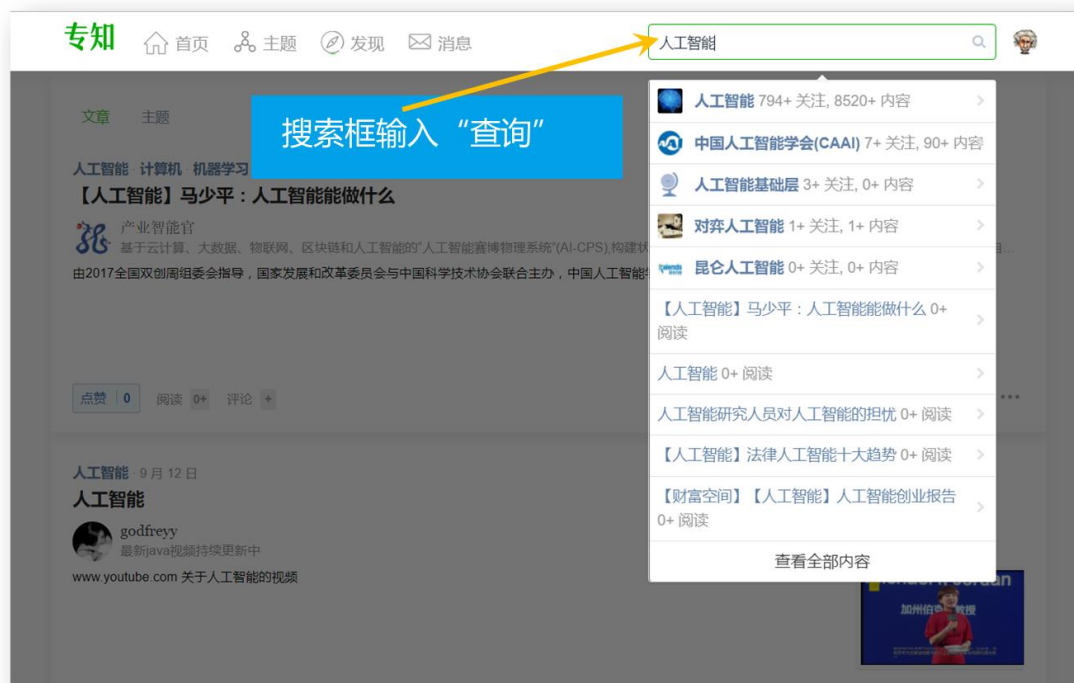 专知 首页 主题 发现 消息 人工智能
文章 主题
搜索框输入“查询”
人工智能 · 计算机 · 机器学习
【人工智能】马少平：人工智能能做什么
产业智能官
基于云计算、大数据、物联网、区块链和人工智能的"人工智能赛博物理系统"(AI-CPS),构建状
由2017全国双创周组委会指导，国家发展和改革委员会与中国科学技术协会联合主办，中国人工智能学
点赞 0 阅读 0+ 评论 +
人工智能 · 9 月 12 日
人工智能
godfreyy
最新java视频持续更新中
www.youtube.com 关于人工智能的视频
人工智能 794+ 关注, 8520+ 内容
中国人工智能学会(CAAI) 7+ 关注, 90+ 内容
人工智能基础层 3+ 关注, 0+ 内容
对弈人工智能 1+ 关注, 1+ 内容
昆仑人工智能 0+ 关注, 0+ 内容
【人工智能】马少平：人工智能能做什么 0+
阅读
人工智能 0+ 阅读
人工智能研究人员对人工智能的担忧 0+ 阅读
【人工智能】法律人工智能十大趋势 0+ 阅读
【财富空间】【人工智能】人工智能创业报告
0+ 阅读
查看全部内容